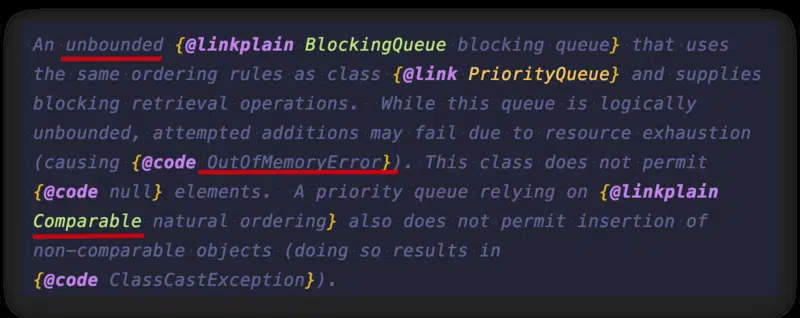 An unbounded {@linkplain BlockingQueue blocking queue} that uses
the same ordering rules as class {@link PriorityQueue} and supplies
blocking retrieval operations.  While this queue is logically
unbounded, attempted additions may fail due to resource exhaustion
(causing {@code OutOfMemoryError}). This class does not permit
{@code null} elements.  A priority queue relying on {@linkplain
Comparable natural ordering} also does not permit insertion of
non-comparable objects (doing so results in
{@code ClassCastException}).